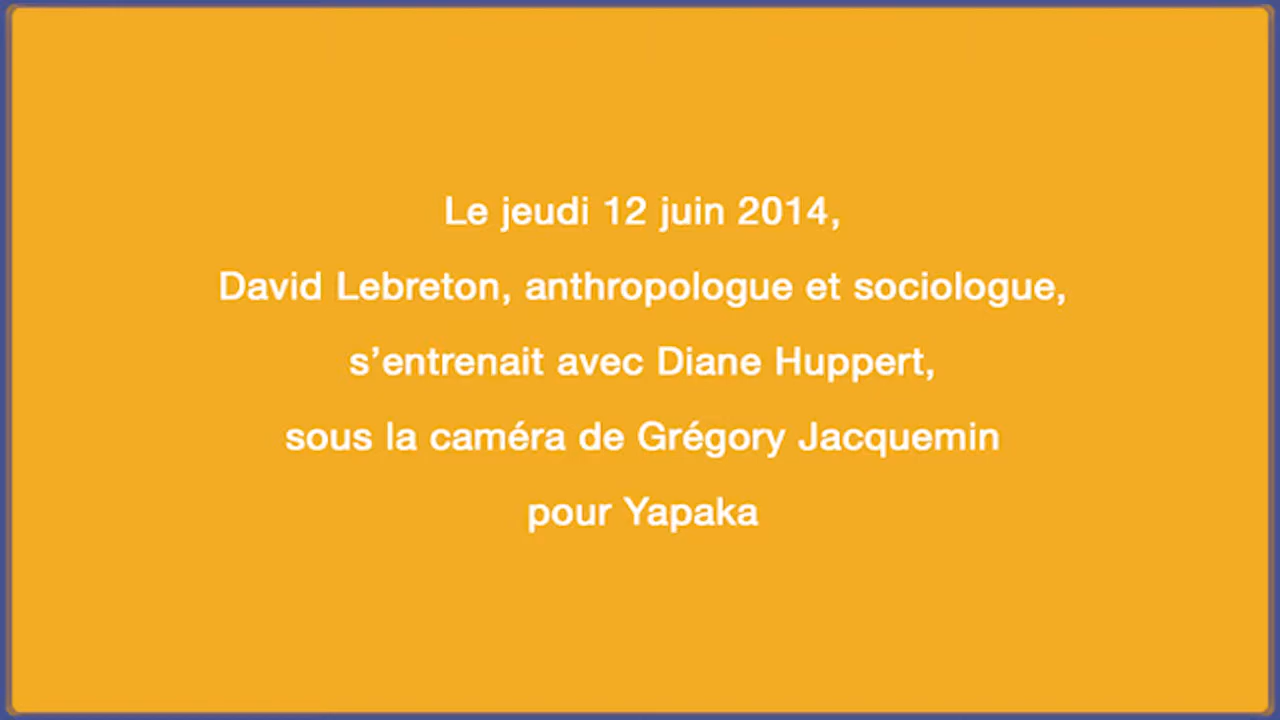 Le jeudi 12 juin 2014,
David Lebreton, anthropologue et sociologue,
s’entrenait avec Diane Huppert,
sous la caméra de Grégory Jacquemin
pour Yapaka